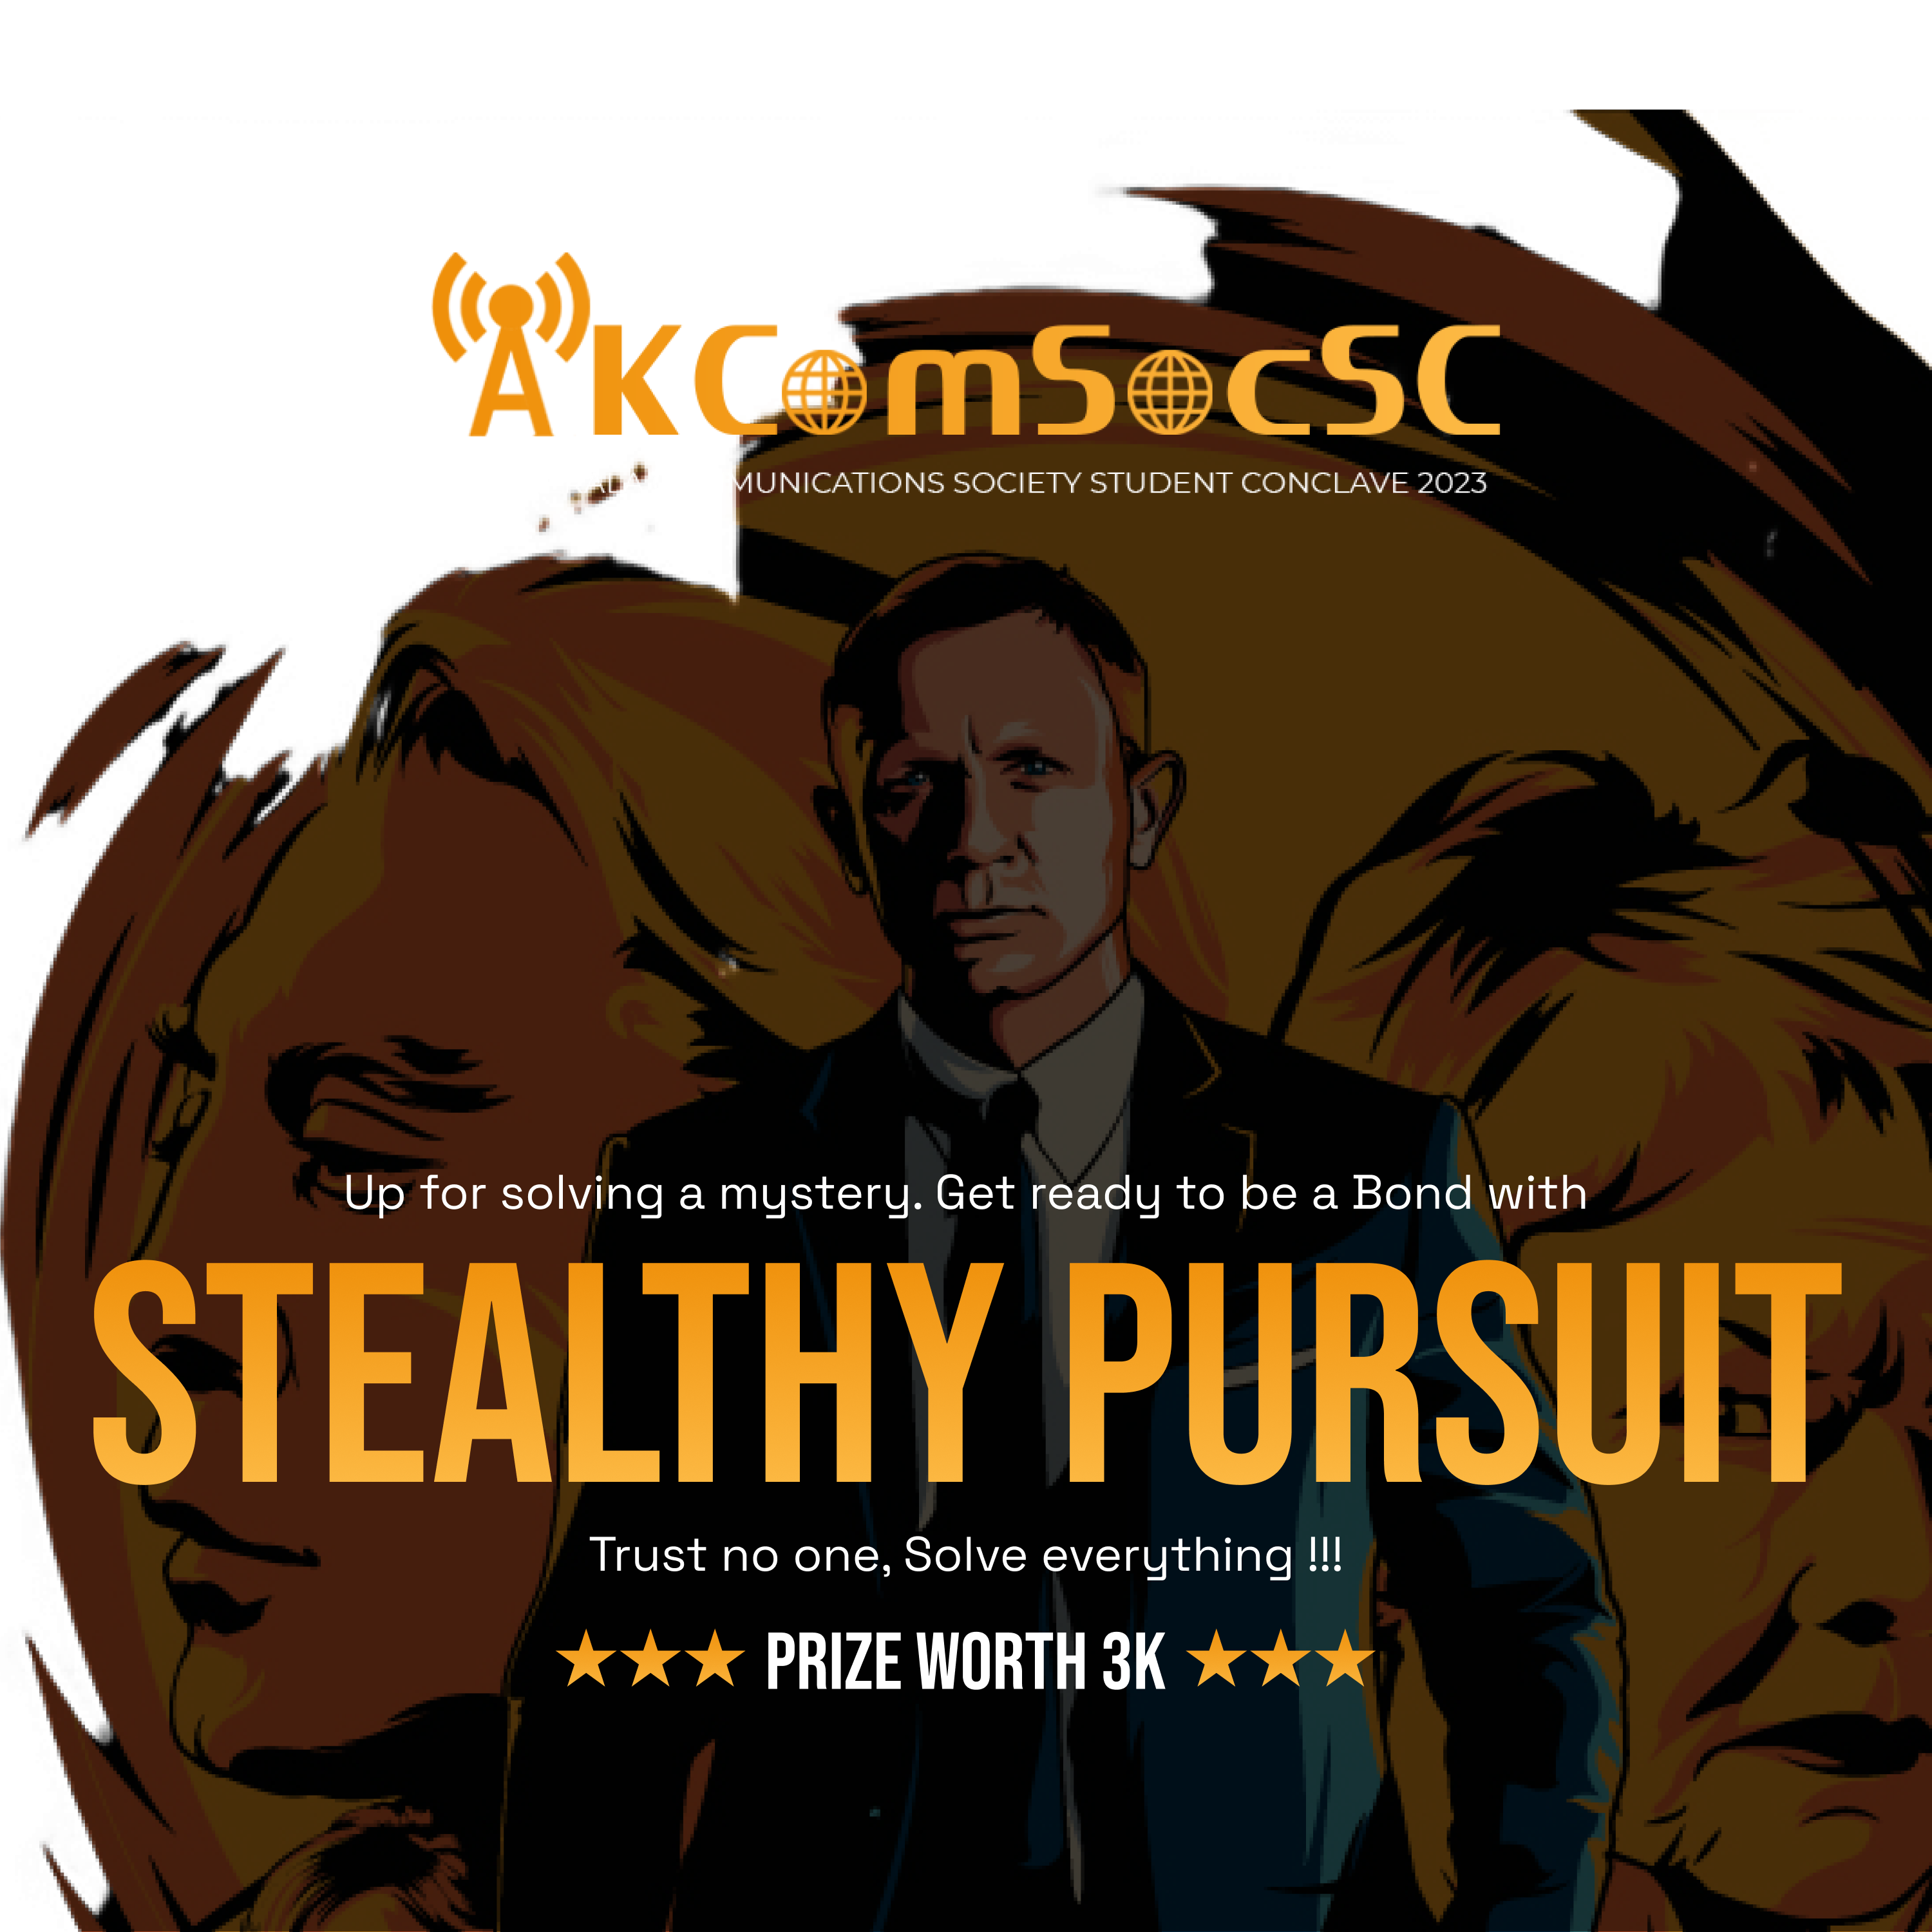 AKComSocSC
SOCIETY STUDENT CONCLAVE 2023
Up for solving a mystery. Get ready to be a Bond with
STEALTHY PURSUIT
Trust no one, Solve everything !!!
★★★ PRIZE WORTH 3K ★★★